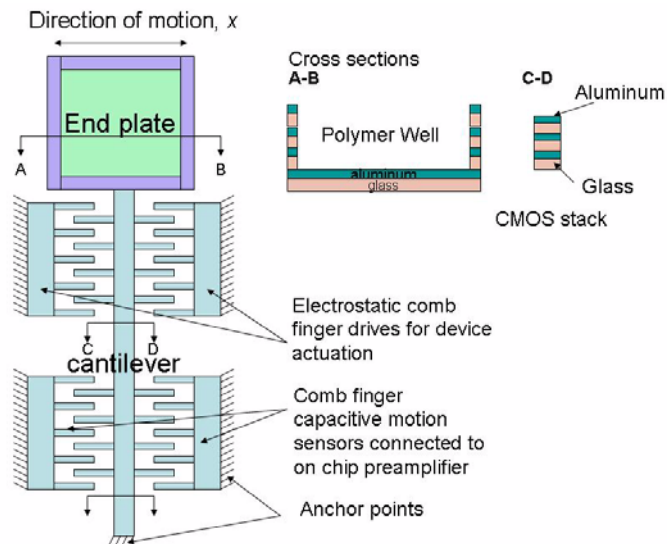 Direction of motion, x
End plate
A
B
Cross sections
A-B
C-D
Polymer Well
aluminum
glass
Aluminum
Glass
CMOS stack
C
D
cantilever
Electrostatic comb
finger drives for device
actuation
Comb finger
capacitive motion
sensors connected to
on chip preamplifier
Anchor points